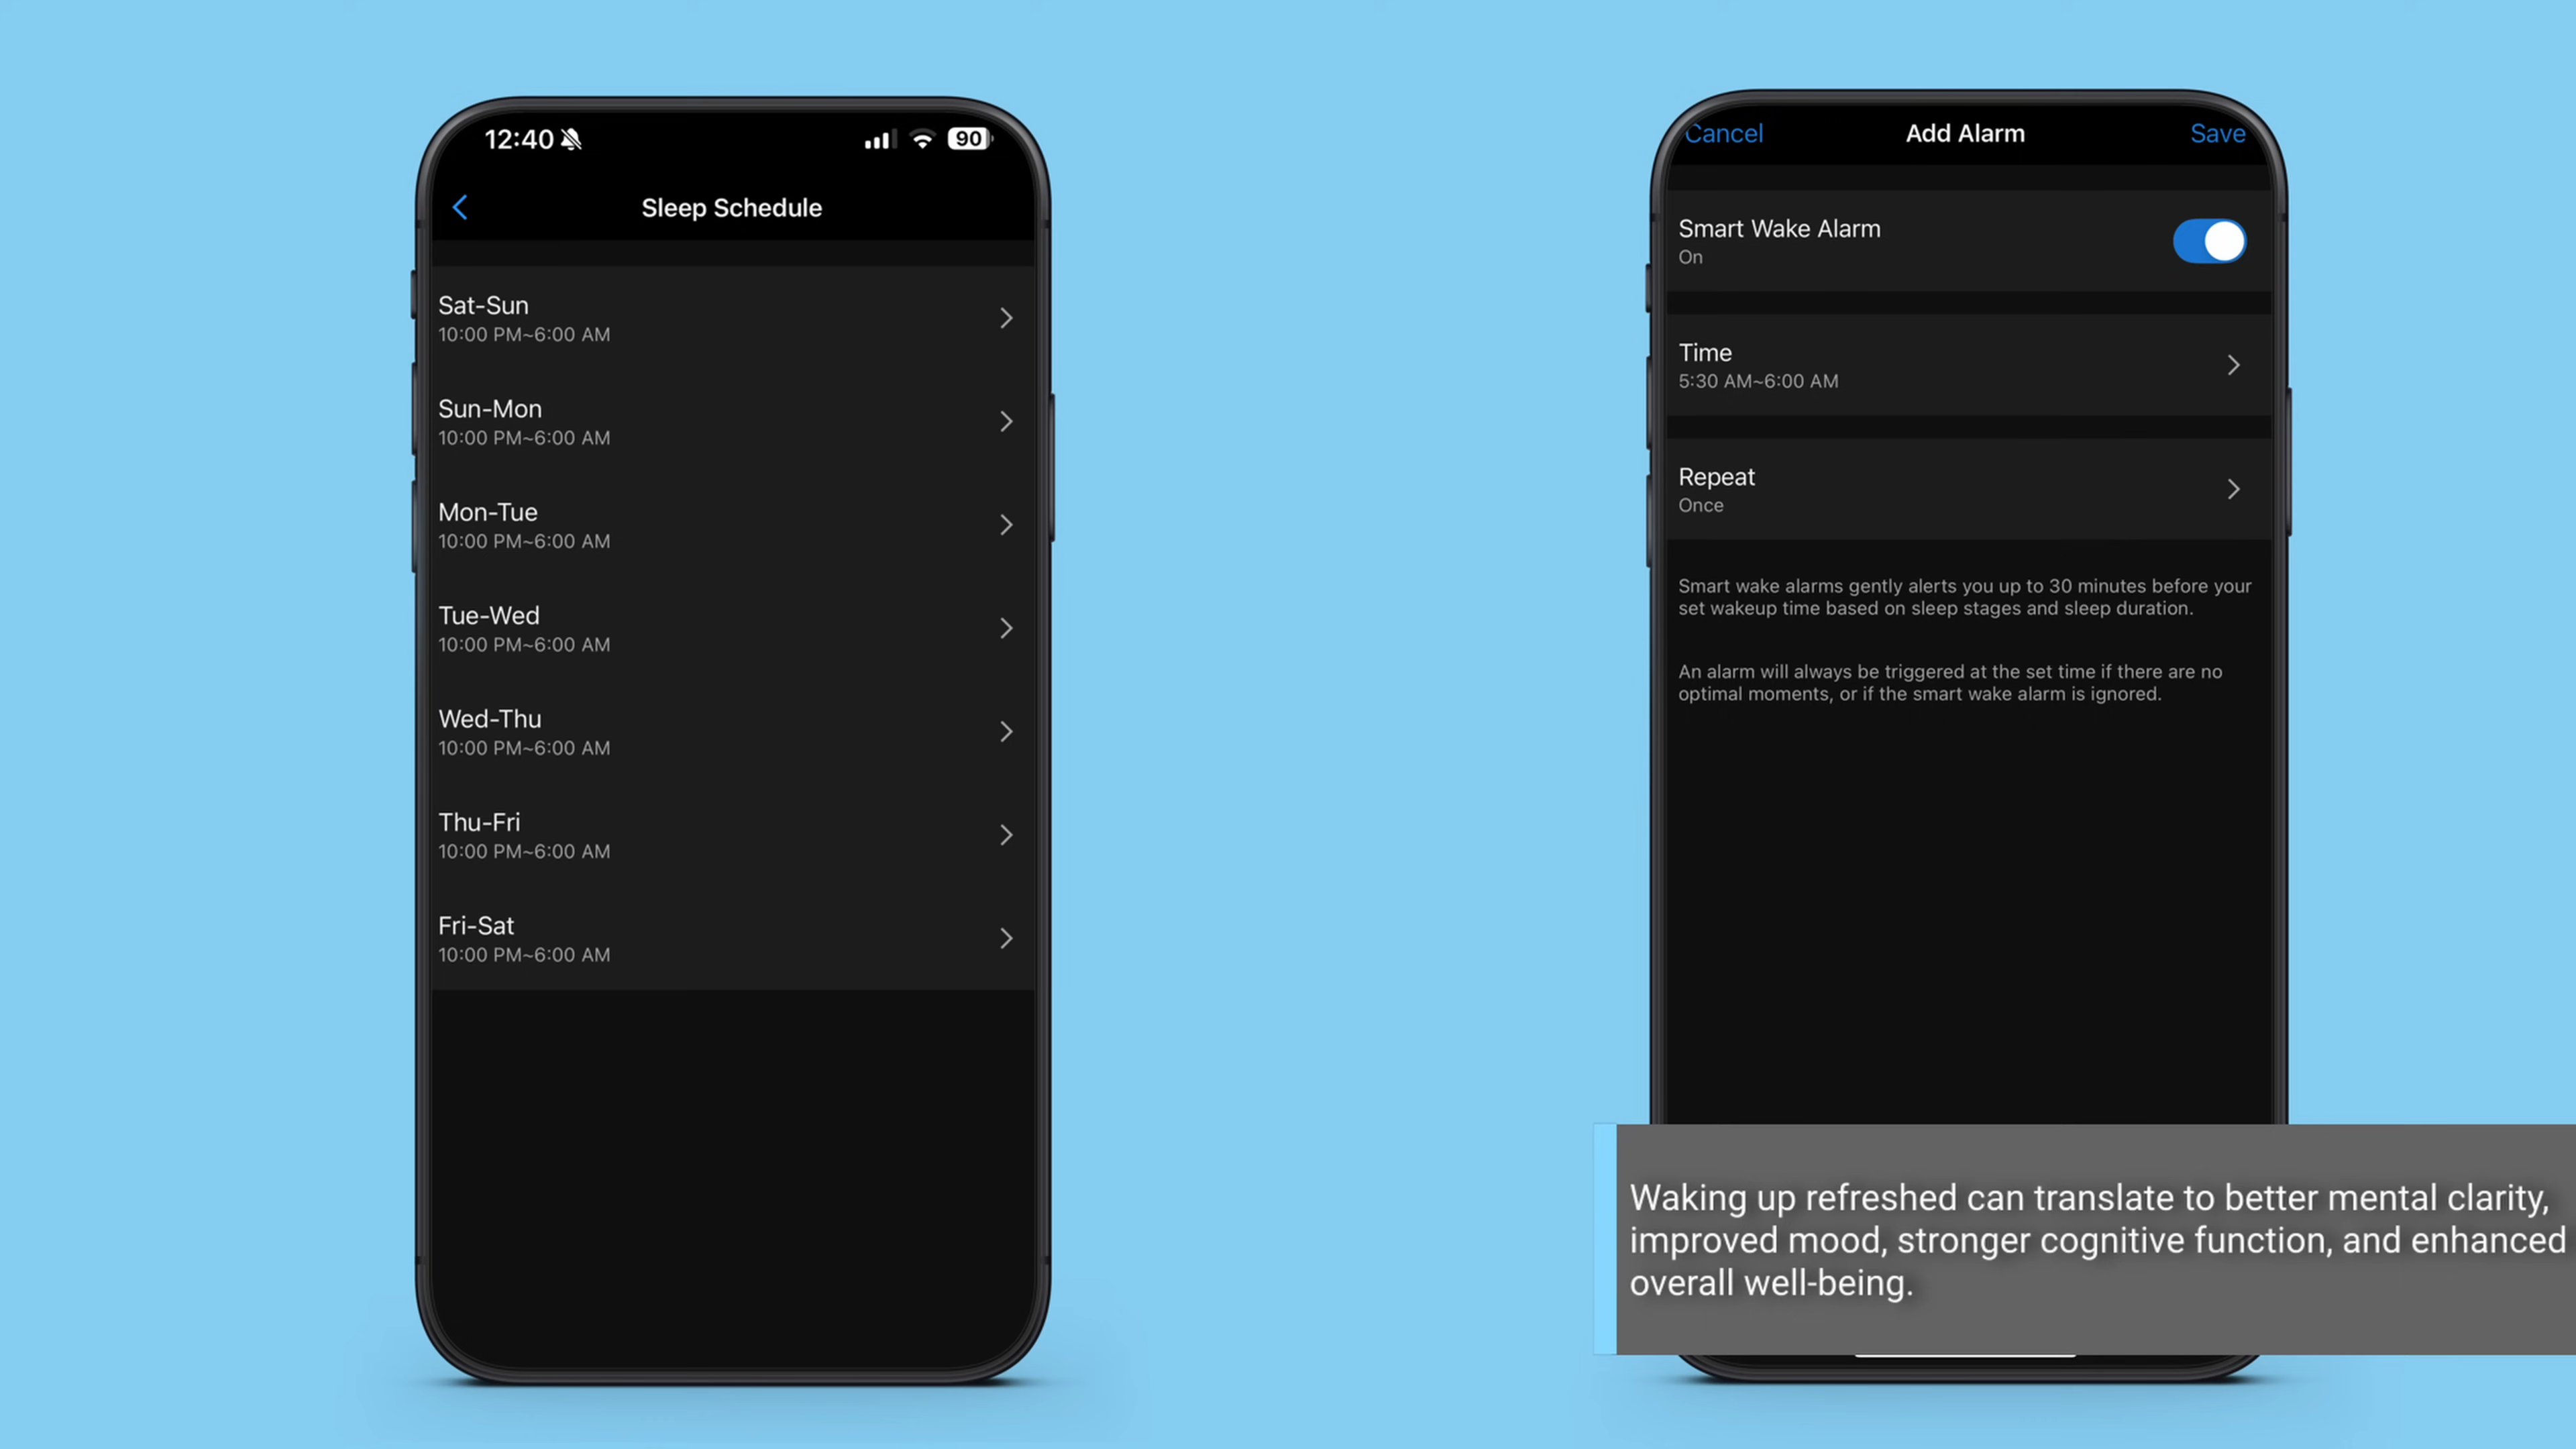 12:40
90
Sleep Schedule
Sat-Sun
10:00 PM~6:00 AM
Sun-Mon
10:00 PM~6:00 AM
Mon-Tue
10:00 PM~6:00 AM
Tue-Wed
10:00 PM~6:00 AM
Wed-Thu
10:00 PM~6:00 AM
Thu-Fri
10:00 PM~6:00 AM
Fri-Sat
10:00 PM~6:00 AM
Cancel Add Alarm Save
Smart Wake Alarm
On
Time
5:30 AM~6:00 AM
Repeat
Once
Smart wake alarms gently alerts you up to 30 minutes before your
set wakeup time based on sleep stages and sleep duration.
An alarm will always be triggered at the set time if there are no
optimal moments, or if the smart wake alarm is ignored.
Waking up refreshed can translate to better mental clarity,
improved mood, stronger cognitive function, and enhanced
overall well-being.